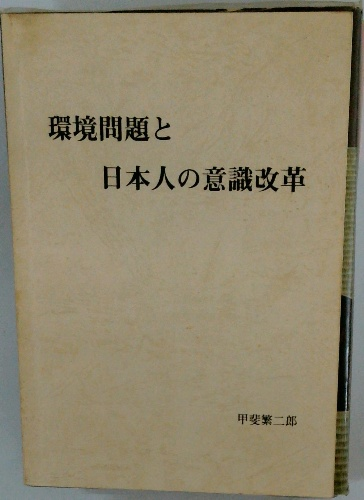 環境問題と
日本人の意識改革
甲斐繁二郎